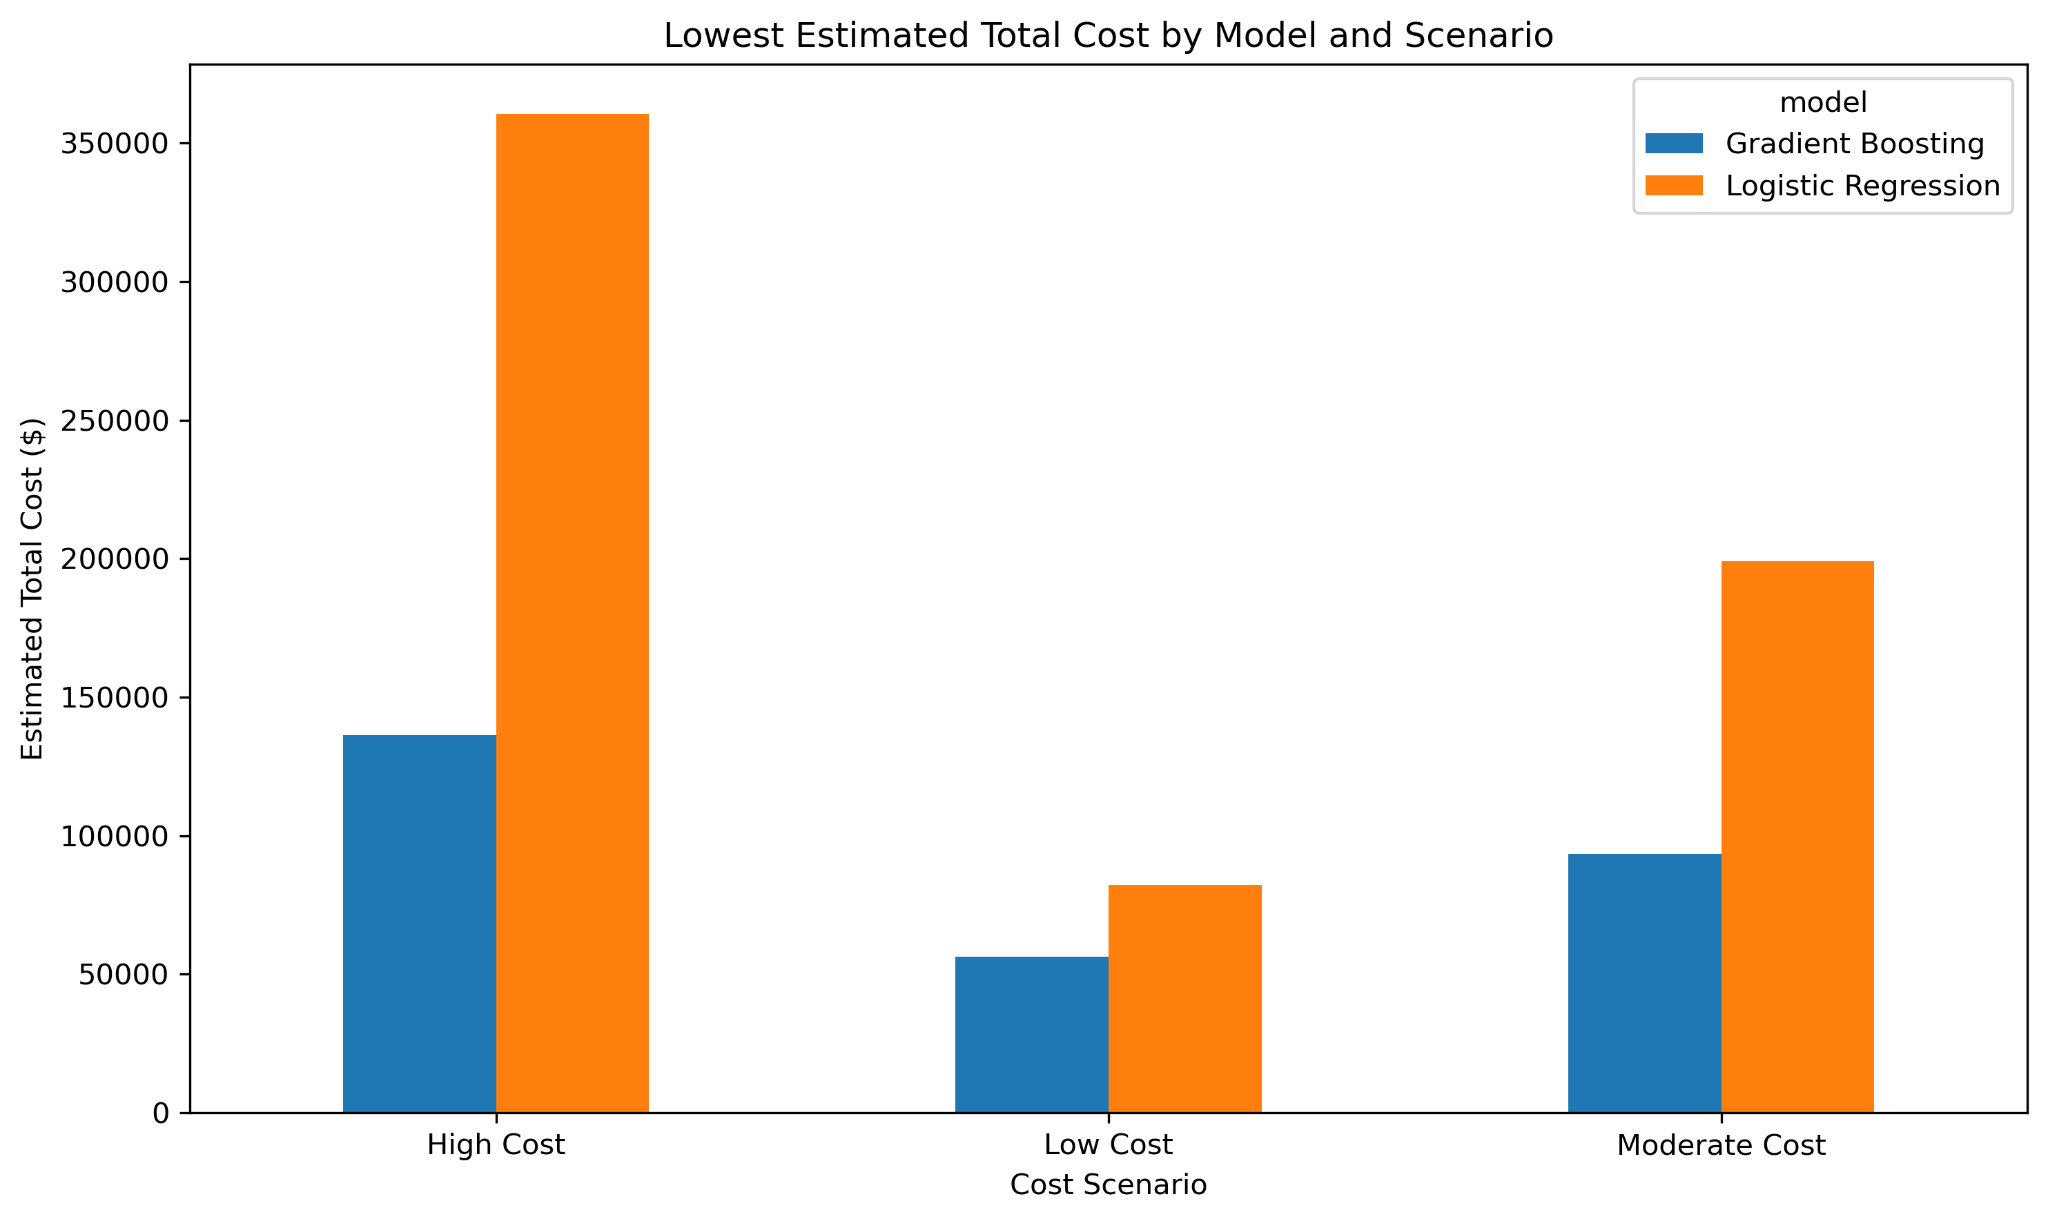 Lowest Estimated Total Cost by Model and Scenario
model
Gradient Boosting
Logistic Regression
Estimated Total Cost ($)
350000
300000
250000
200000
150000
100000
50000
0
High Cost
Low Cost
Moderate Cost
Cost Scenario